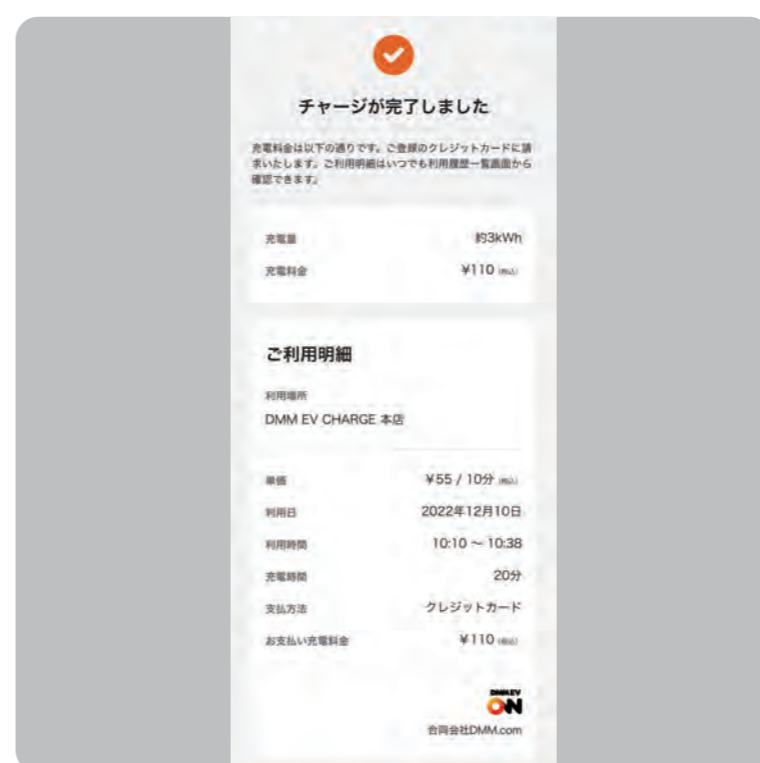 チャージが完了しました
充電料金は以下の通りです。ご登録のクレジットカードに請
求いたします。ご利用明細はいつでも利用履歴一覧画面から
確認できます。
充電量 約3kWh
充電料金 ¥110 (税込)
ご利用明細
利用場所
DMM EV CHARGE 本店
単価 ¥55 / 10分 (税込)
利用日 2022年12月10日
利用時間 10:10 ～ 10:38
充電時間 20分
支払方法 クレジットカード
お支払い充電料金 ¥110 (税込)
DMM EV
ON
合同会社DMM.com